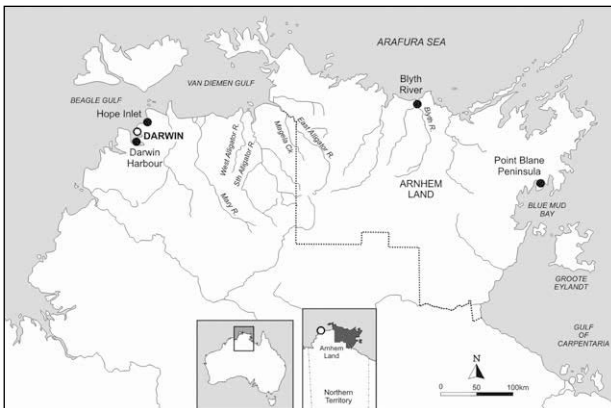 ARAFURA SEA
VAN DIEMEN GULF
BEAGLE GULF
Hope Inlet
DARWIN
Darwin
Harbour
West Alligator R.
Sth Alligator R.
Mary R.
Magela Ck.
East Alligator R.
Blyth
River
Blyth R.
ARNHEM
LAND
Point Blane
Peninsula
BLUE MUD
BAY
GROOTE
EYLANDT
GULF
OF
CARPENTARIA
Arnhem
Land
Northern
Territory
N
0 50 100km